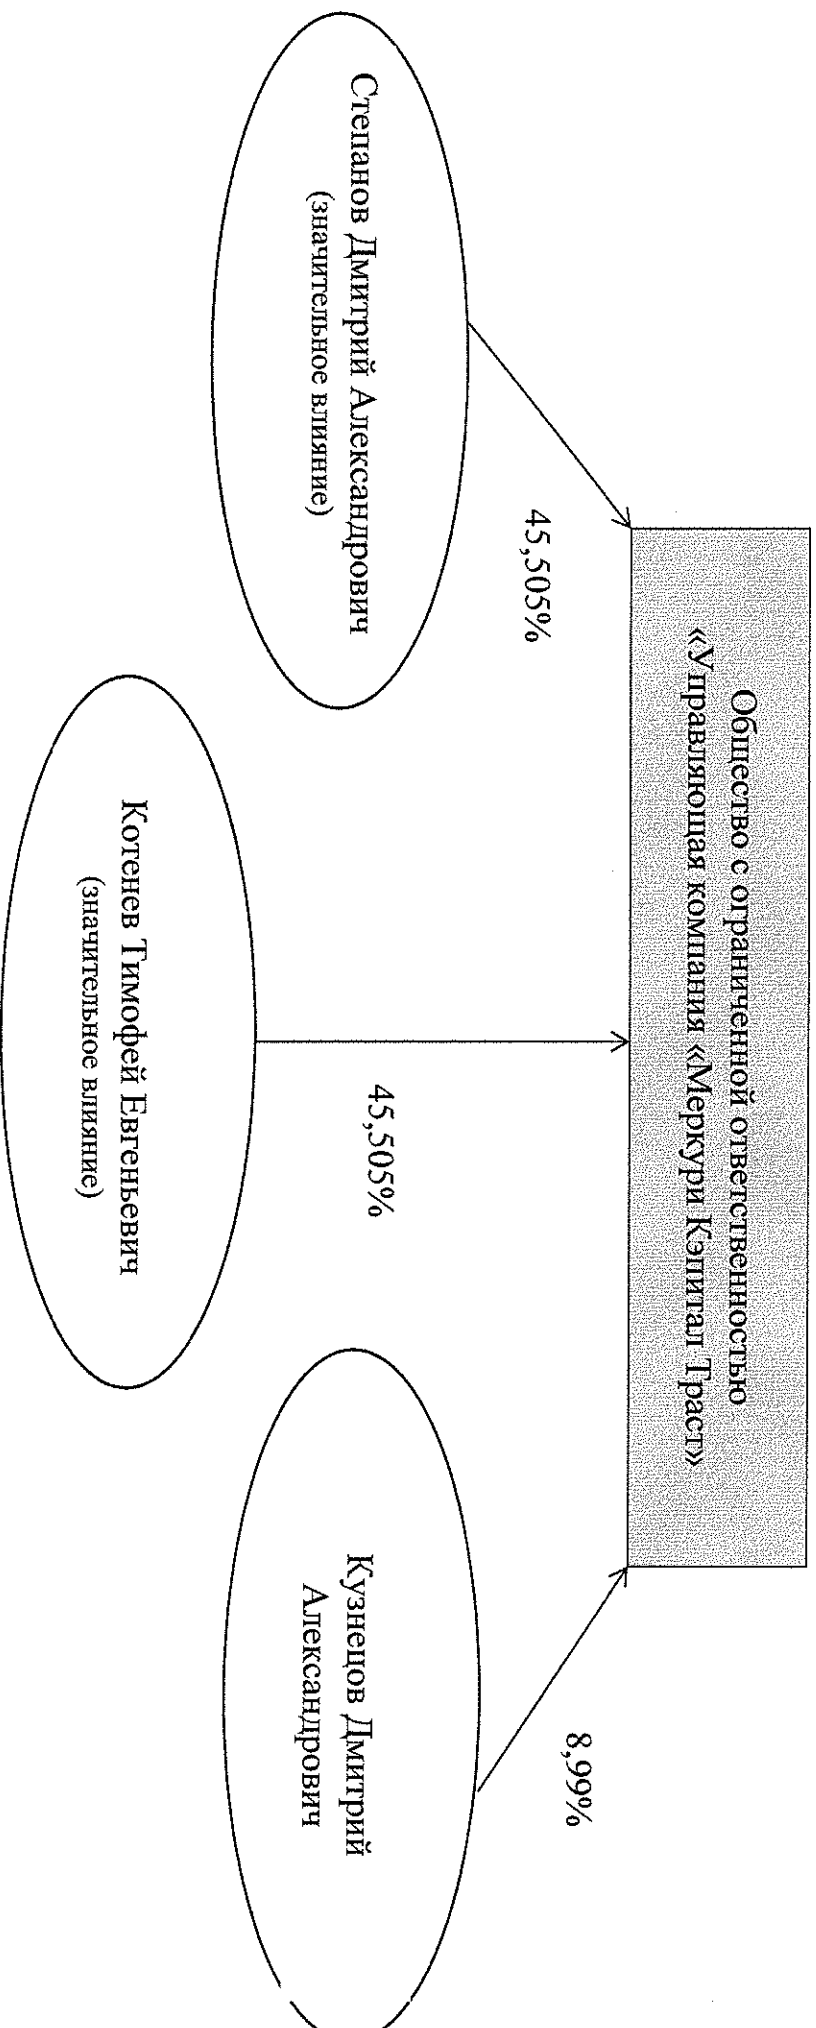 Общество с ограниченной ответственностью
«Управляющая компания «Меркури Кэпитал Траст»
45,505%
45,505%
8,99%
Степанов Дмитрий Александрович
(значительное влияние)
Котенев Тимофей Евгеньевич
(значительное влияние)
Кузнецов Дмитрий
Александрович